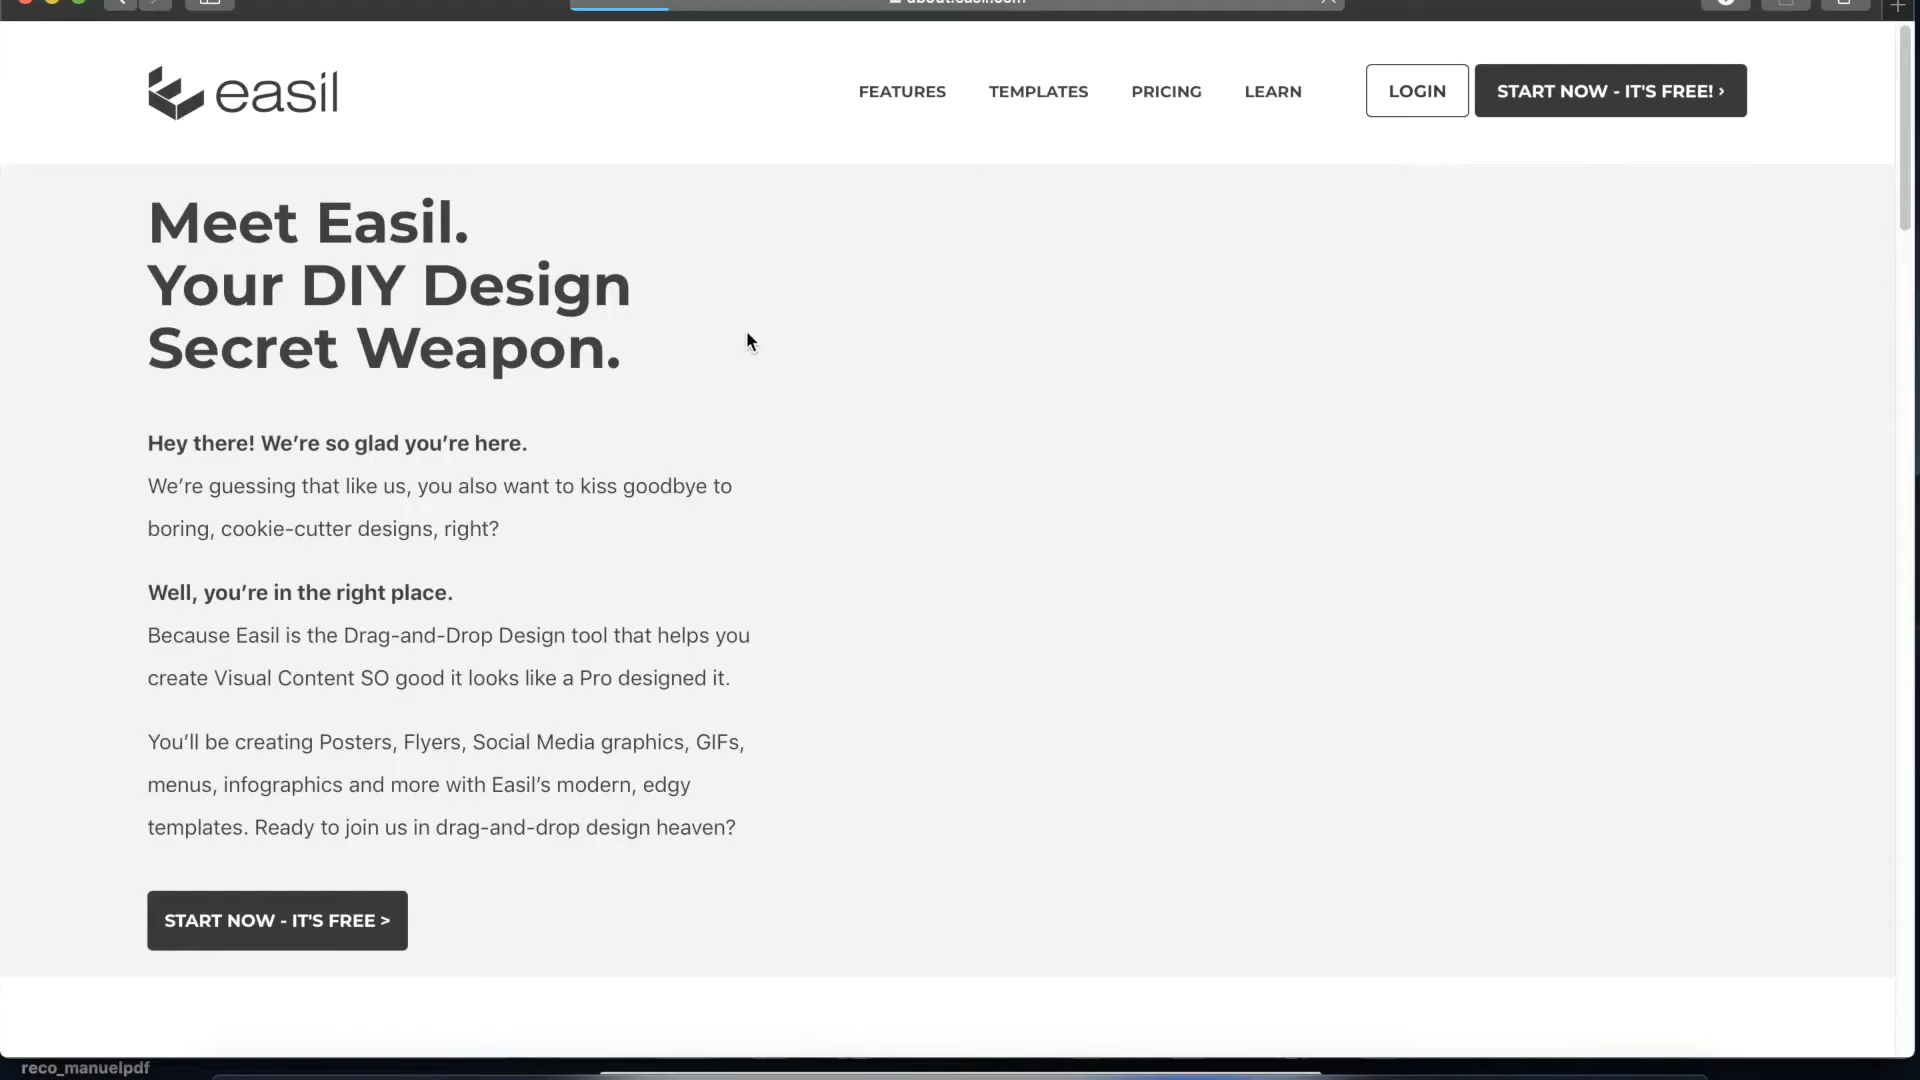 about.easil.com
easil
FEATURES
TEMPLATES
PRICING
LEARN
LOGIN
START NOW - IT'S FREE! ›
Meet Easil.
Your DIY Design
Secret Weapon.
Hey there! We’re so glad you’re here.
We’re guessing that like us, you also want to kiss goodbye to
boring, cookie-cutter designs, right?
Well, you’re in the right place.
Because Easil is the Drag-and-Drop Design tool that helps you
create Visual Content SO good it looks like a Pro designed it.
You’ll be creating Posters, Flyers, Social Media graphics, GIFs,
menus, infographics and more with Easil’s modern, edgy
templates. Ready to join us in drag-and-drop design heaven?
START NOW - IT'S FREE >
reco_manuelpdf